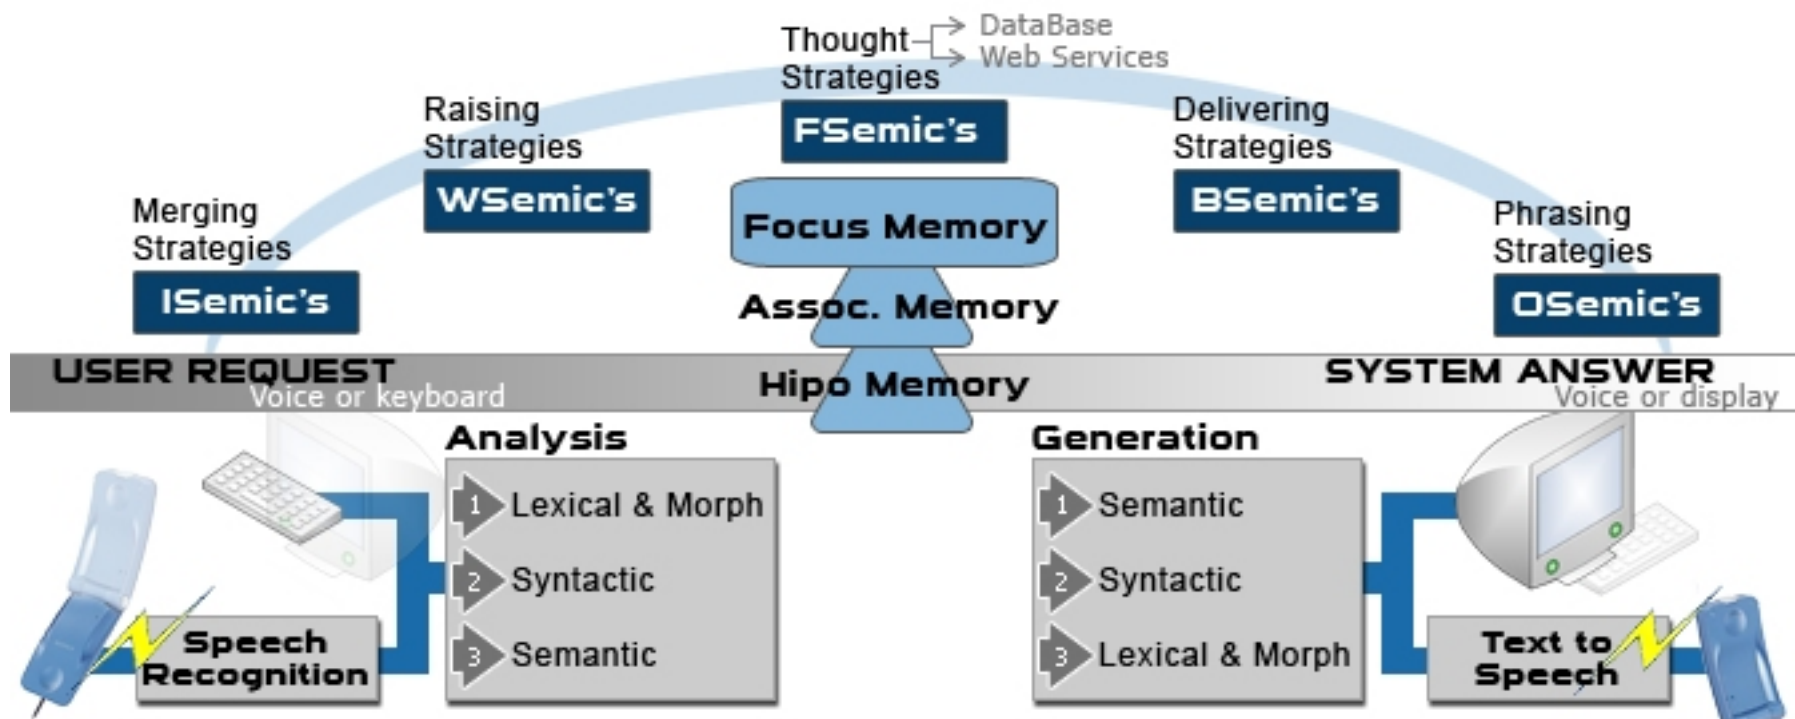 Thought
Strategies
DataBase
Web Services
FSemic's
Raising
Strategies
WSemic's
Delivering
Strategies
BSemic's
Merging
Strategies
ISemic's
Phrasing
Strategies
OSemic's
Focus Memory
Assoc. Memory
Hipo Memory
USER REQUEST
Voice or keyboard
SYSTEM ANSWER
Voice or display
Analysis
1 Lexical & Morph
2 Syntactic
3 Semantic
Speech
Recognition
Generation
1 Semantic
2 Syntactic
3 Lexical & Morph
Text to
Speech